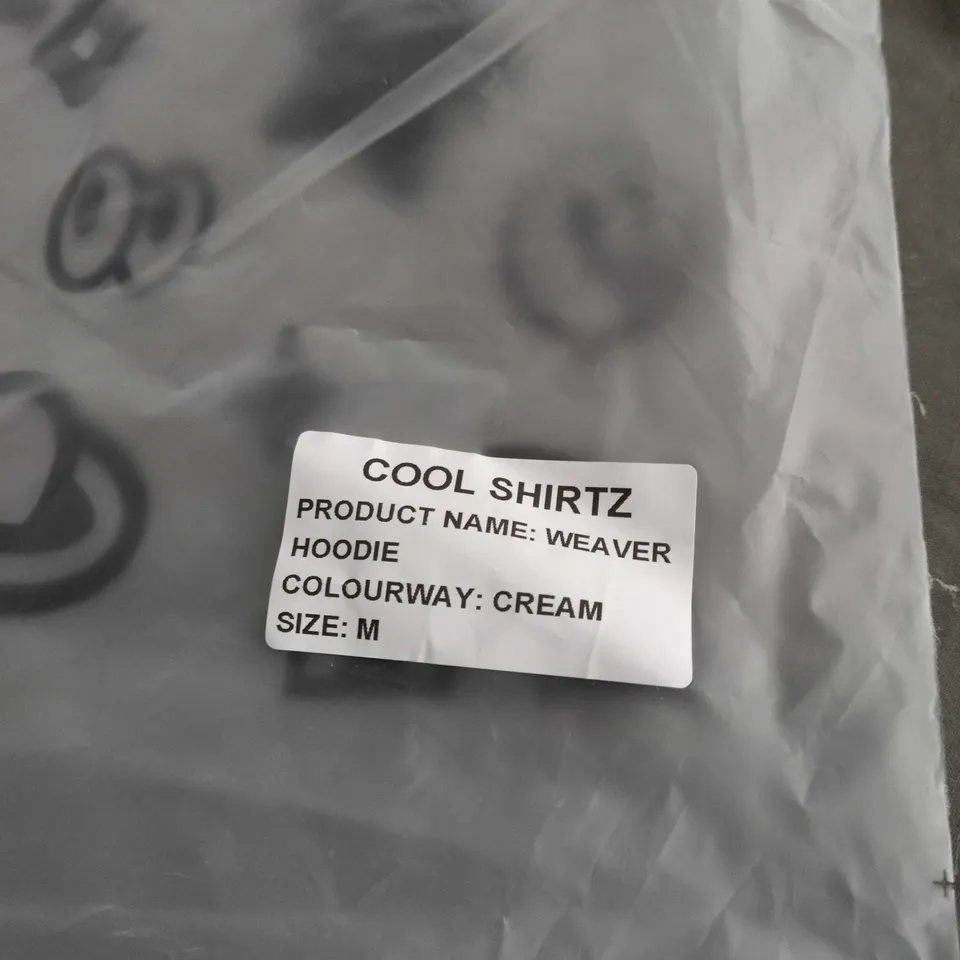 COOL SHIRTZ
PRODUCT NAME: WEAVER
HOODIE
COLOURWAY: CREAM
SIZE: M